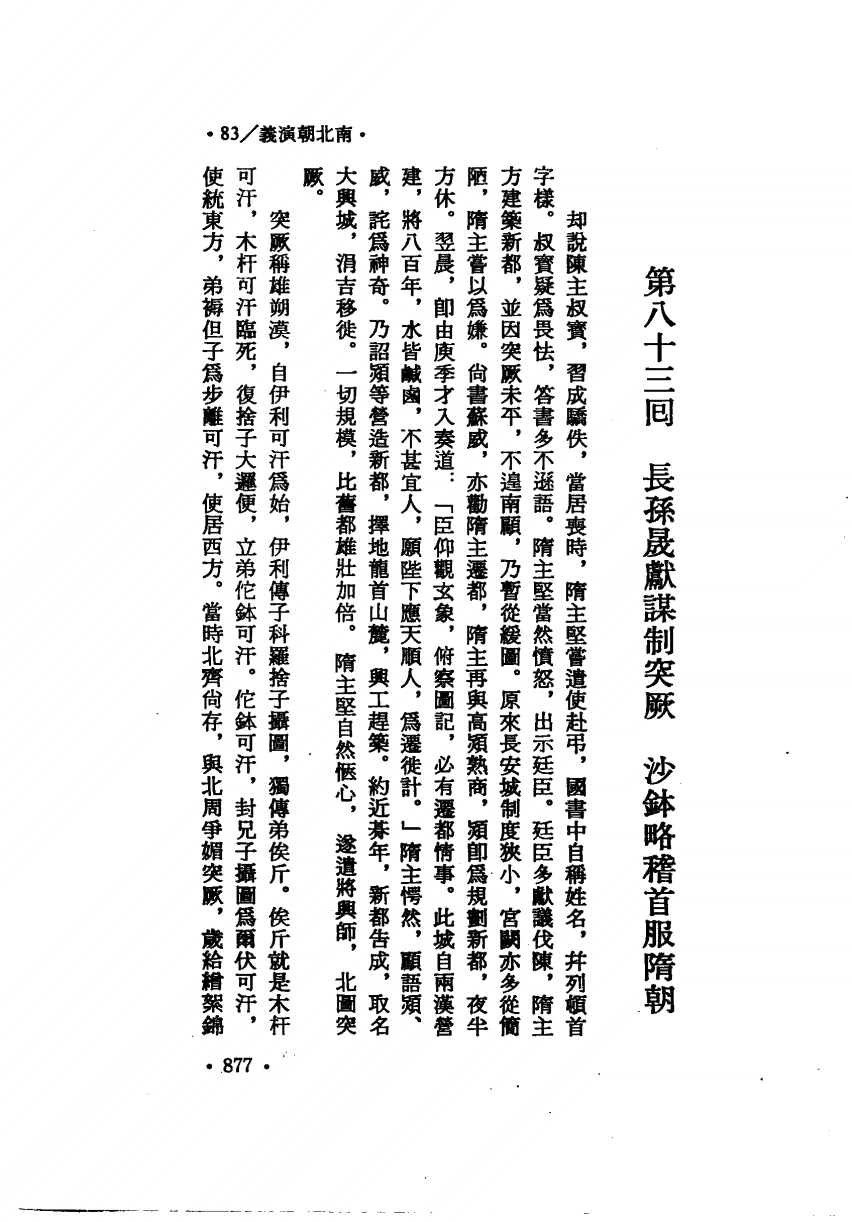 ·南北朝演義／83·
第八十三回　長孫晟獻謀制突厥　沙鉢略稽首服隋朝
却說陳主叔寶，習成驕佚，當居喪時，隋主堅嘗遣使赴弔，國書中自稱姓名，幷列頓首
字樣。叔寶疑爲畏怯，答書多不遜語。隋主堅當然憤怒，出示廷臣。廷臣多獻議伐陳，隋主
方建築新都，並因突厥未平，不遑南顧，乃暫從緩圖。原來長安城制度狹小，宮闕亦多從簡
陋，隋主嘗以爲嫌。尙書蘇威，亦勸隋主遷都，隋主再與高熲熟商，熲卽爲規劃新都，夜半
方休。翌晨，卽由庾季才入奏道：「臣仰觀玄象，俯察圖記，必有遷都情事。此城自兩漢營
建，將八百年，水皆鹹鹵，不甚宜人，願陛下應天順人，爲遷徙計。」隋主愕然，顧語熲、
威，詫爲神奇。乃詔熲等營造新都，擇地龍首山麓，興工趕築。約近朞年，新都告成，取名
大興城，涓吉移徙。一切規模，比舊都雄壯加倍。隋主堅自然愜心，遂遣將興師，北圖突
厥。
突厥稱雄朔漠，自伊利可汗爲始，伊利傳子科羅捨子攝圖，獨傳弟俟斤。俟斤就是木杆
可汗，木杆可汗臨死，復捨子大邏便，立弟佗鉢可汗。佗鉢可汗，封兄子攝圖爲爾伏可汗，
使統東方，弟褥但子爲步離可汗，使居西方。當時北齊尙存，與北周爭媚突厥，歲給繒絮錦
·877·